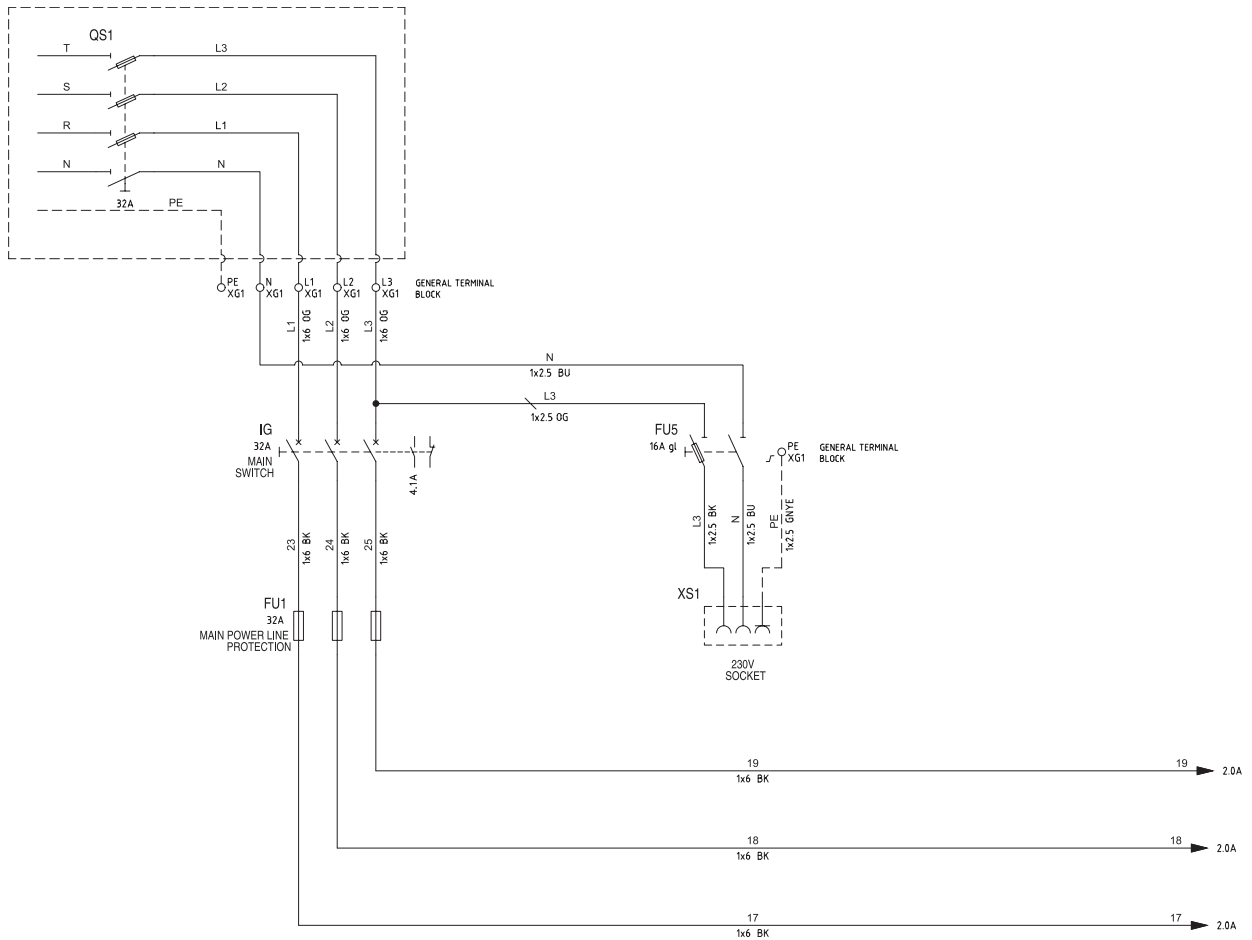 QS1
T L3
S L2
R L1
N N
32A PE
PE XG1
N XG1
L1 XG1
L2 XG1
L3 XG1
GENERAL TERMINAL
BLOCK
L1 1x6 OG
L2 1x6 OG
L3 1x6 OG
N
1x2.5 BU
L3
1x2.5 OG
IG
32A
MAIN
SWITCH
4.1A
FU5
16A gl
PE XG1
GENERAL TERMINAL
BLOCK
23 1x6 BK
24 1x6 BK
25 1x6 BK
L3 1x2.5 BK
N 1x2.5 BU
PE 1x2.5 GNYE
FU1
32A
MAIN POWER LINE
PROTECTION
XS1
230V
SOCKET
19 19 2.0A
1x6 BK
18 18 2.0A
1x6 BK
17 17 2.0A
1x6 BK